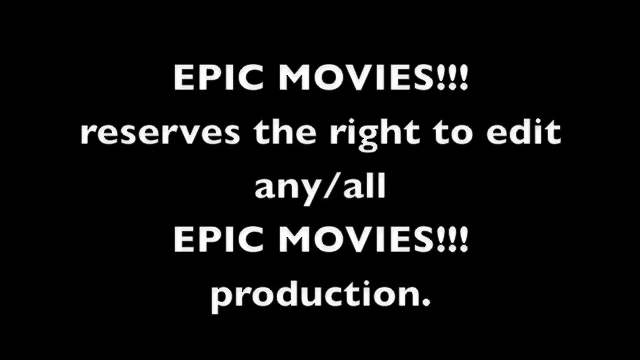 EPIC MOVIES!!!
reserves the right to edit
any/all
EPIC MOVIES!!!
production.